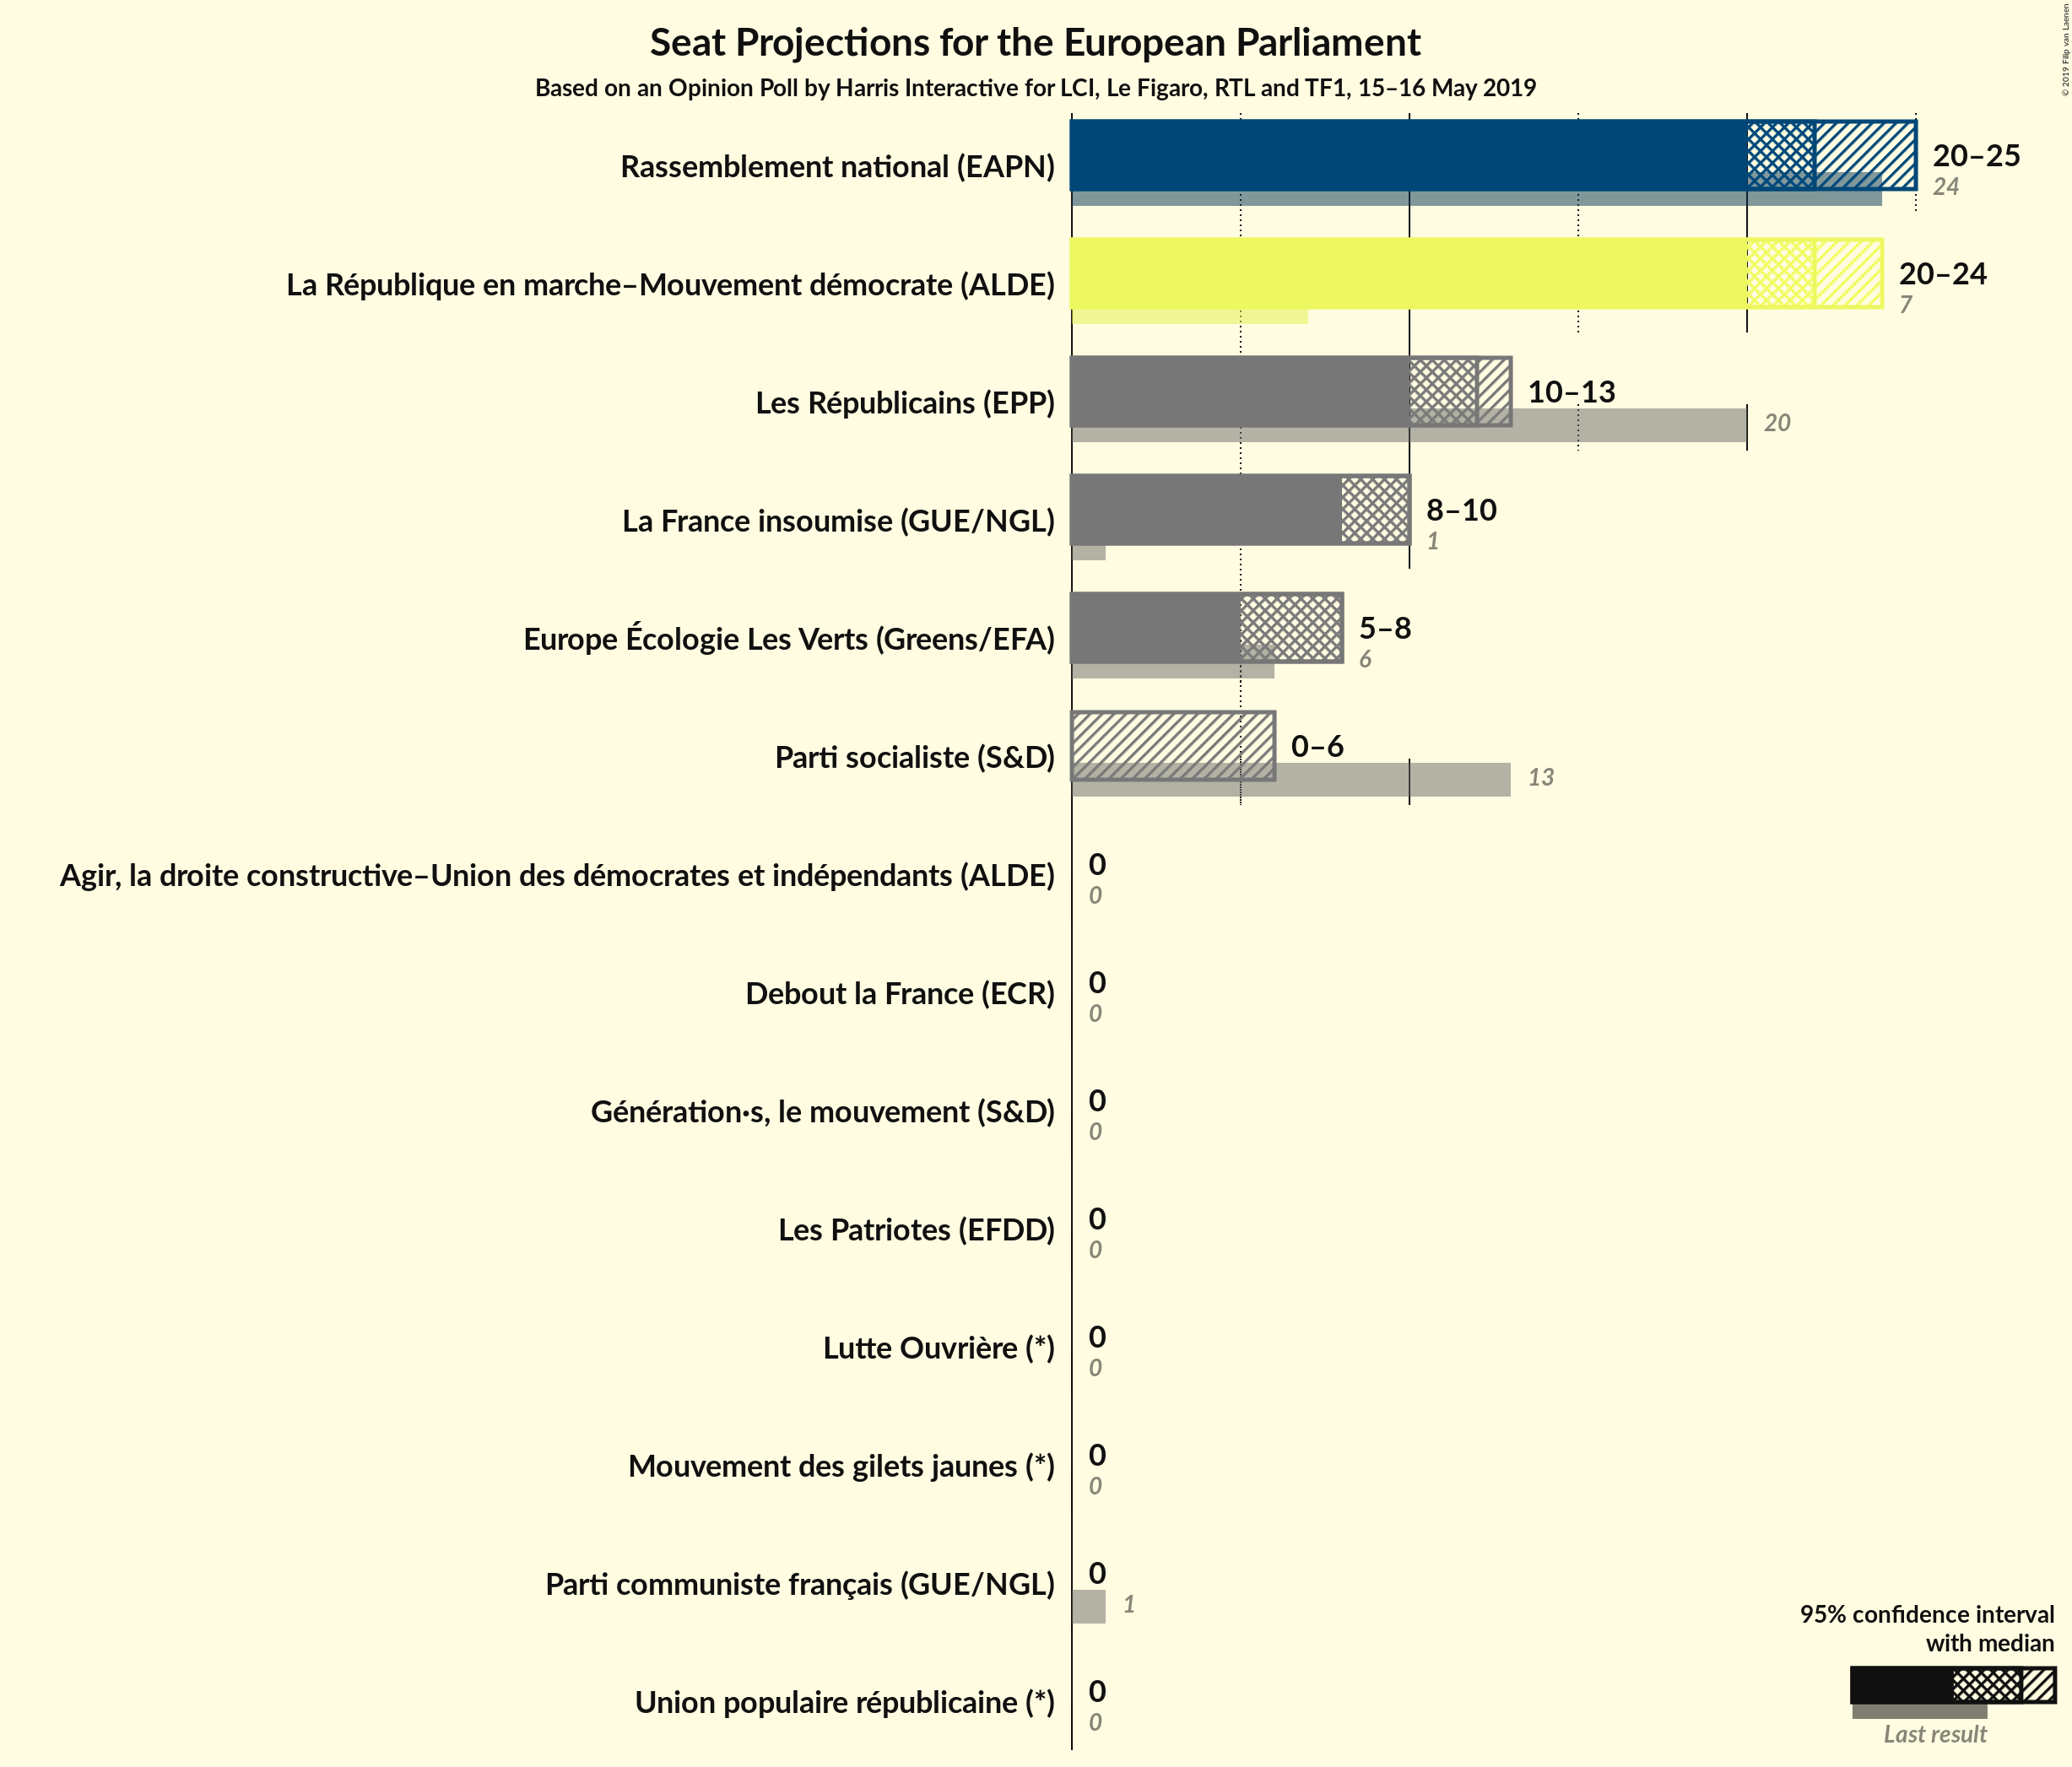 Seat Projections for the European Parliament
Based on an Opinion Poll by Harris Interactive for LCI, Le Figaro, RTL and TF1, 15–16 May 2019
© 2019 Filip van Laenen
Rassemblement national (EAPN)
20–25
24
La République en marche–Mouvement démocrate (ALDE)
20–24
7
Les Républicains (EPP)
10–13
20
La France insoumise (GUE/NGL)
8–10
1
Europe Écologie Les Verts (Greens/EFA)
5–8
6
Parti socialiste (S&D)
0–6
13
Agir, la droite constructive–Union des démocrates et indépendants (ALDE)
0
0
Debout la France (ECR)
0
0
Génération·s, le mouvement (S&D)
0
0
Les Patriotes (EFDD)
0
0
Lutte Ouvrière (*)
0
0
Mouvement des gilets jaunes (*)
0
0
Parti communiste français (GUE/NGL)
0
1
Union populaire républicaine (*)
0
0
95% confidence interval
with median
Last result